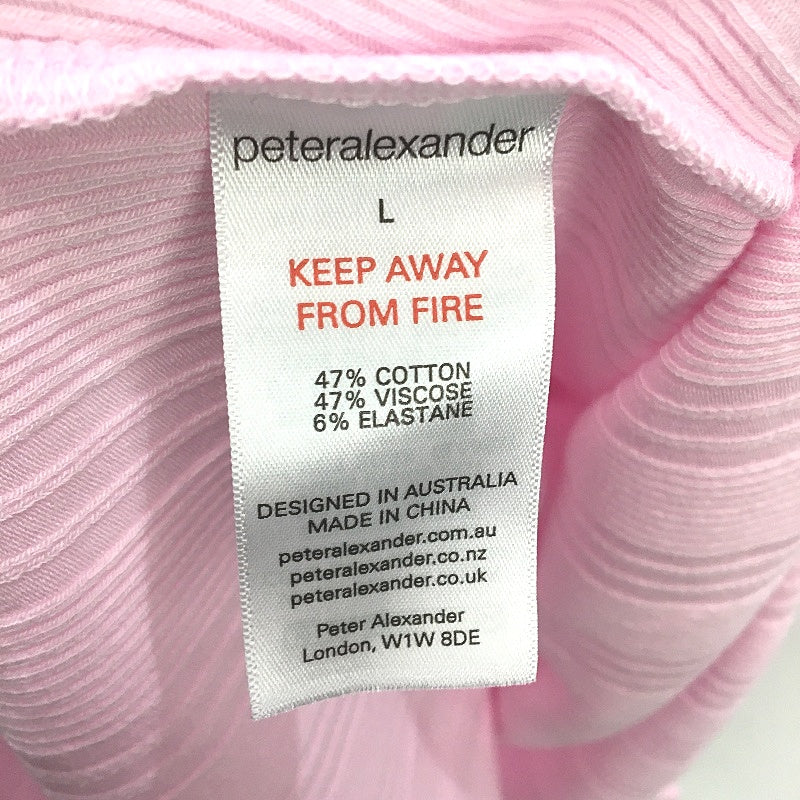 peteralexander
L
KEEP AWAY
FROM FIRE
47% COTTON
47% VISCOSE
6% ELASTANE
DESIGNED IN AUSTRALIA
MADE IN CHINA
peteralexander.com.au
peteralexander.co.nz
peteralexander.co.uk
Peter Alexander
London, W1W 8DE